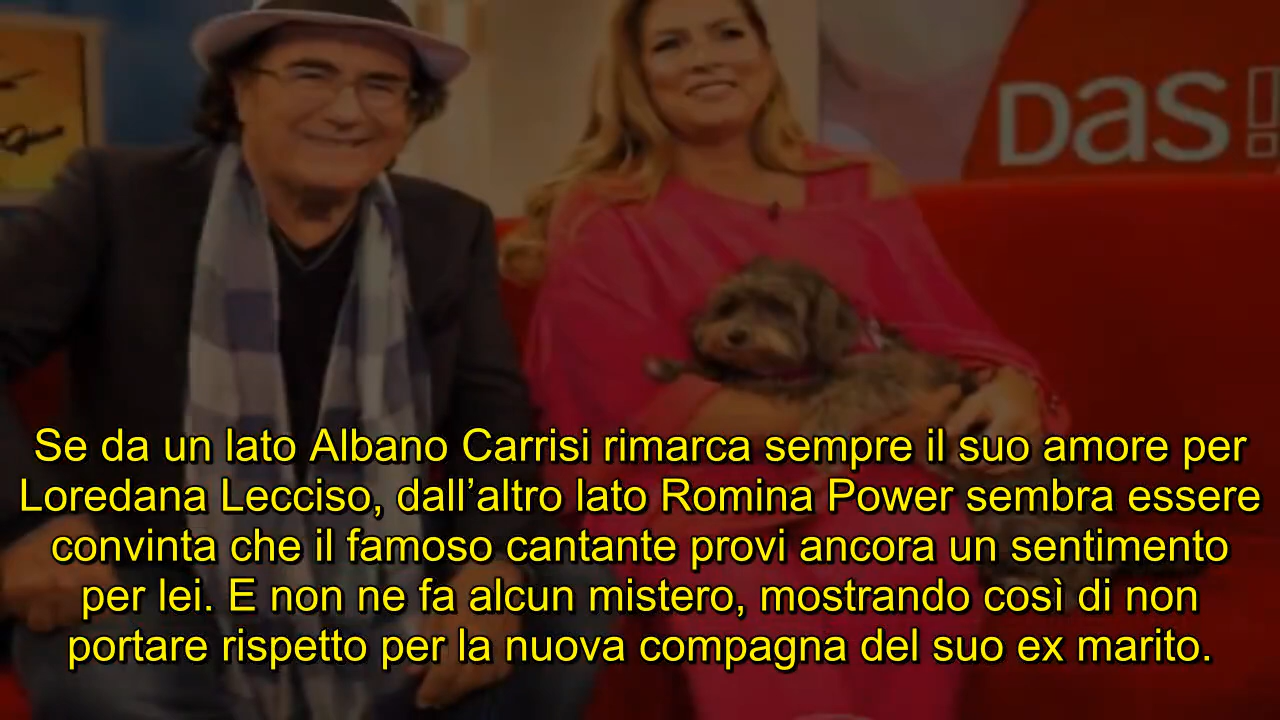 DAS!
Se da un lato Albano Carrisi rimarca sempre il suo amore per
Loredana Lecciso, dall’altro lato Romina Power sembra essere
convinta che il famoso cantante provi ancora un sentimento
per lei. E non ne fa alcun mistero, mostrando così di non
portare rispetto per la nuova compagna del suo ex marito.